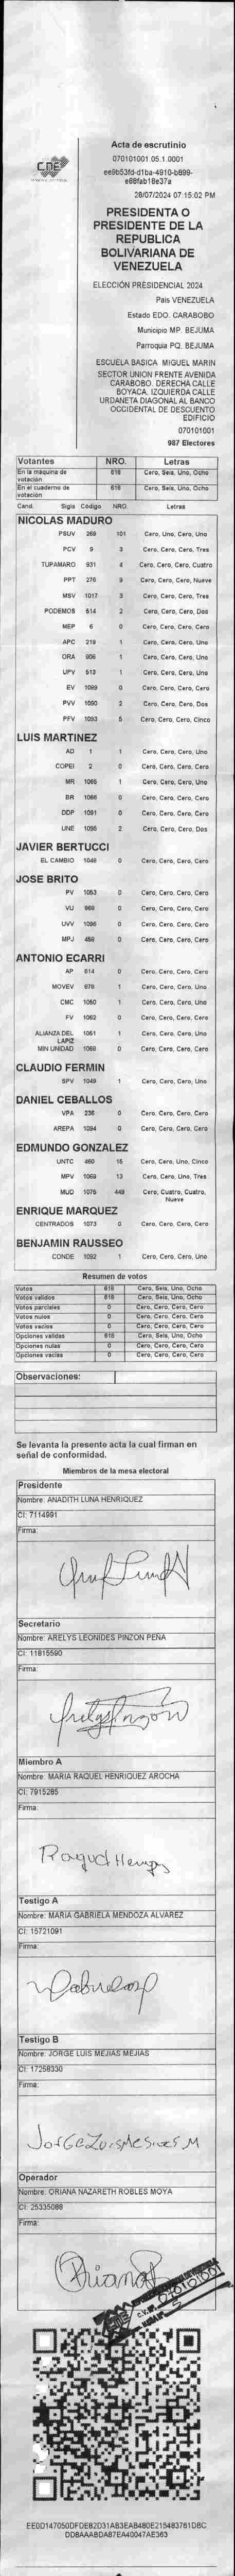 Acta de escrutinio
070101001.05.1.0001
ee9b53fd-d1ba-4910-b899-
e88fab18e37a
28/07/2024 07:15:02 PM
CNE
PRESIDENTA O
PRESIDENTE DE LA
REPUBLICA
BOLIVARIANA DE
VENEZUELA
ELECCIÓN PRESIDENCIAL 2024
Pais VENEZUELA
Estado EDO. CARABOBO
Municipio MP. BEJUMA
Parroquia PQ. BEJUMA
ESCUELA BASICA MIGUEL MARIN
SECTOR UNION FRENTE AVENIDA
CARABOBO. DERECHA CALLE
BOYACA. IZQUIERDA CALLE
URDANETA DIAGONAL AL BANCO
OCCIDENTAL DE DESCUENTO
EDIFICIO
070101001
987 Electores
Votantes NRO. Letras
En la maquina de votación 618 Cero, Seis, Uno, Ocho
En el cuaderno de votación 618 Cero, Seis, Uno, Ocho
Cand. Sigla Codigo NRO. Letras
NICOLAS MADURO
PSUV 269 101 Cero, Uno, Cero, Uno
PCV 9 3 Cero, Cero, Cero, Tres
TUPAMARO 931 4 Cero, Cero, Cero, Cuatro
PPT 276 9 Cero, Cero, Cero, Nueve
MSV 1017 3 Cero, Cero, Cero, Tres
PODEMOS 514 2 Cero, Cero, Cero, Dos
MEP 6 0 Cero, Cero, Cero, Cero
APC 219 1 Cero, Cero, Cero, Uno
ORA 906 1 Cero, Cero, Cero, Uno
UPV 513 1 Cero, Cero, Cero, Uno
EV 1089 0 Cero, Cero, Cero, Cero
PVV 1090 2 Cero, Cero, Cero, Dos
PFV 1093 5 Cero, Cero, Cero, Cinco
LUIS MARTINEZ
AD 1 1 Cero, Cero, Cero, Uno
COPEI 2 0 Cero, Cero, Cero, Cero
MR 1065 1 Cero, Cero, Cero, Uno
BR 1066 0 Cero, Cero, Cero, Cero
DDP 1091 0 Cero, Cero, Cero, Cero
UNE 1095 2 Cero, Cero, Cero, Dos
JAVIER BERTUCCI
EL CAMBIO 1048 0 Cero, Cero, Cero, Cero
JOSE BRITO
PV 1053 0 Cero, Cero, Cero, Cero
VU 969 0 Cero, Cero, Cero, Cero
UVV 1096 0 Cero, Cero, Cero, Cero
MPJ 458 0 Cero, Cero, Cero, Cero
ANTONIO ECARRI
AP 814 0 Cero, Cero, Cero, Cero
MOVEV 679 1 Cero, Cero, Cero, Uno
CMC 1050 1 Cero, Cero, Cero, Uno
FV 1062 0 Cero, Cero, Cero, Cero
ALIANZA DEL LAPIZ 1051 1 Cero, Cero, Cero, Uno
MIN UNIDAD 1068 0 Cero, Cero, Cero, Cero
CLAUDIO FERMIN
SPV 1049 1 Cero, Cero, Cero, Uno
DANIEL CEBALLOS
VPA 236 0 Cero, Cero, Cero, Cero
AREPA 1094 0 Cero, Cero, Cero, Cero
EDMUNDO GONZALEZ
UNTC 460 15 Cero, Cero, Uno, Cinco
MPV 1069 13 Cero, Cero, Uno, Tres
MUD 1075 449 Cero, Cuatro, Cuatro,
Nueve
ENRIQUE MARQUEZ
CENTRADOS 1073 0 Cero, Cero, Cero, Cero
BENJAMIN RAUSSEO
CONDE 1092 1 Cero, Cero, Cero, Uno
Resumen de votos
Votos 618 Cero, Seis, Uno, Ocho
Votos validos 618 Cero, Seis, Uno, Ocho
Votos parciales 0 Cero, Cero, Cero, Cero
Votos nulos 0 Cero, Cero, Cero, Cero
Votos vacios 0 Cero, Cero, Cero, Cero
Opciones validas 618 Cero, Seis, Uno, Ocho
Opciones nulas 0 Cero, Cero, Cero, Cero
Opciones vacias 0 Cero, Cero, Cero, Cero
Observaciones:
Se levanta la presente acta la cual firman en
señal de conformidad.
Miembros de la mesa electoral
Presidente
Nombre: ANADITH LUNA HENRIQUEZ
CI: 7114991
Firma:
Secretario
Nombre: ARELYS LEONIDES PINZON PEÑA
CI: 11815590
Firma:
Miembro A
Nombre: MARIA RAQUEL HENRIQUEZ AROCHA
CI: 7915285
Firma:
Testigo A
Nombre: MARIA GABRIELA MENDOZA ALVAREZ
CI: 15721091
Firma:
Testigo B
Nombre: JORGE LUIS MEJIAS MEJIAS
CI: 17258330
Firma:
Operador
Nombre: ORIANA NAZARETH ROBLES MOYA
CI: 25335088
Firma:
EE0D147050DFDE82D31AB3EAB480E215483781D8C
DDBAAABDA87EA40047AE363